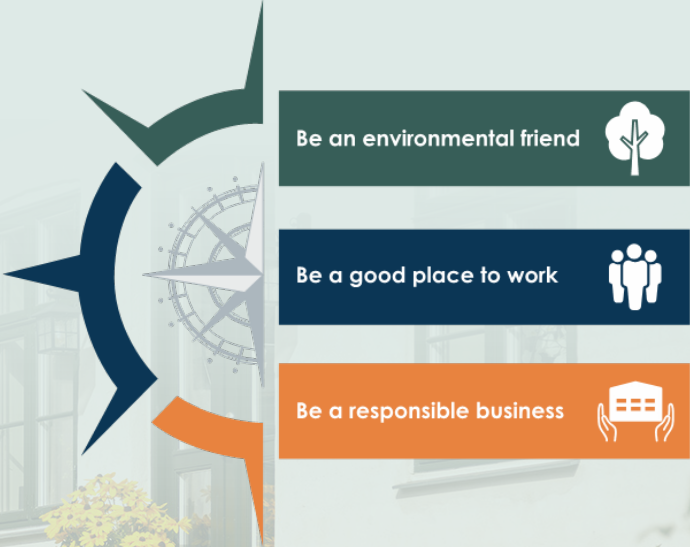 Be an environmental friend
Be a good place to work
Be a responsible business